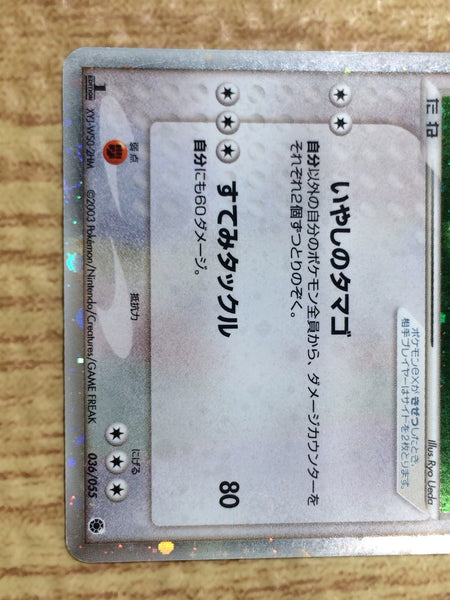 たね
ポケモンexが きぜつ したとき、
相手プレイヤーはサイドを2枚とります。
Illus. Ryo Ueda
いやしのタマゴ
自分以外の自分のポケモン全員から、ダメージカウンターを
それぞれ2個ずつとりのぞく。
すてみタックル 80
自分にも60ダメージ。
弱点 抵抗力 にげる
1 EDITION
©2003 Pokémon/Nintendo/Creatures/GAME FREAK 036/055